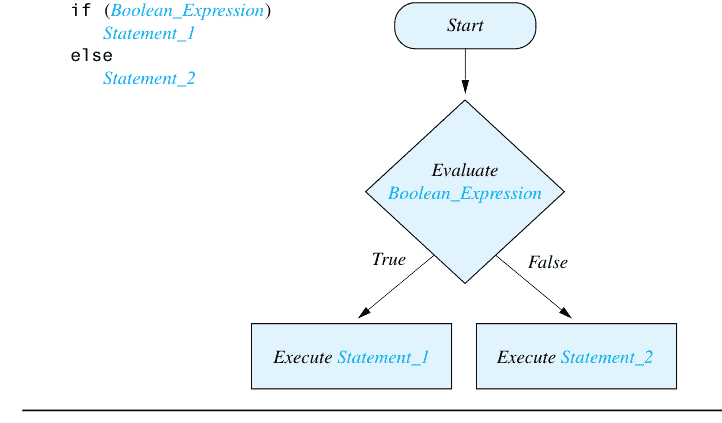 if (Boolean_Expression)
Statement_1
else
Statement_2
Start
Evaluate
Boolean_Expression
True
False
Execute Statement_1
Execute Statement_2